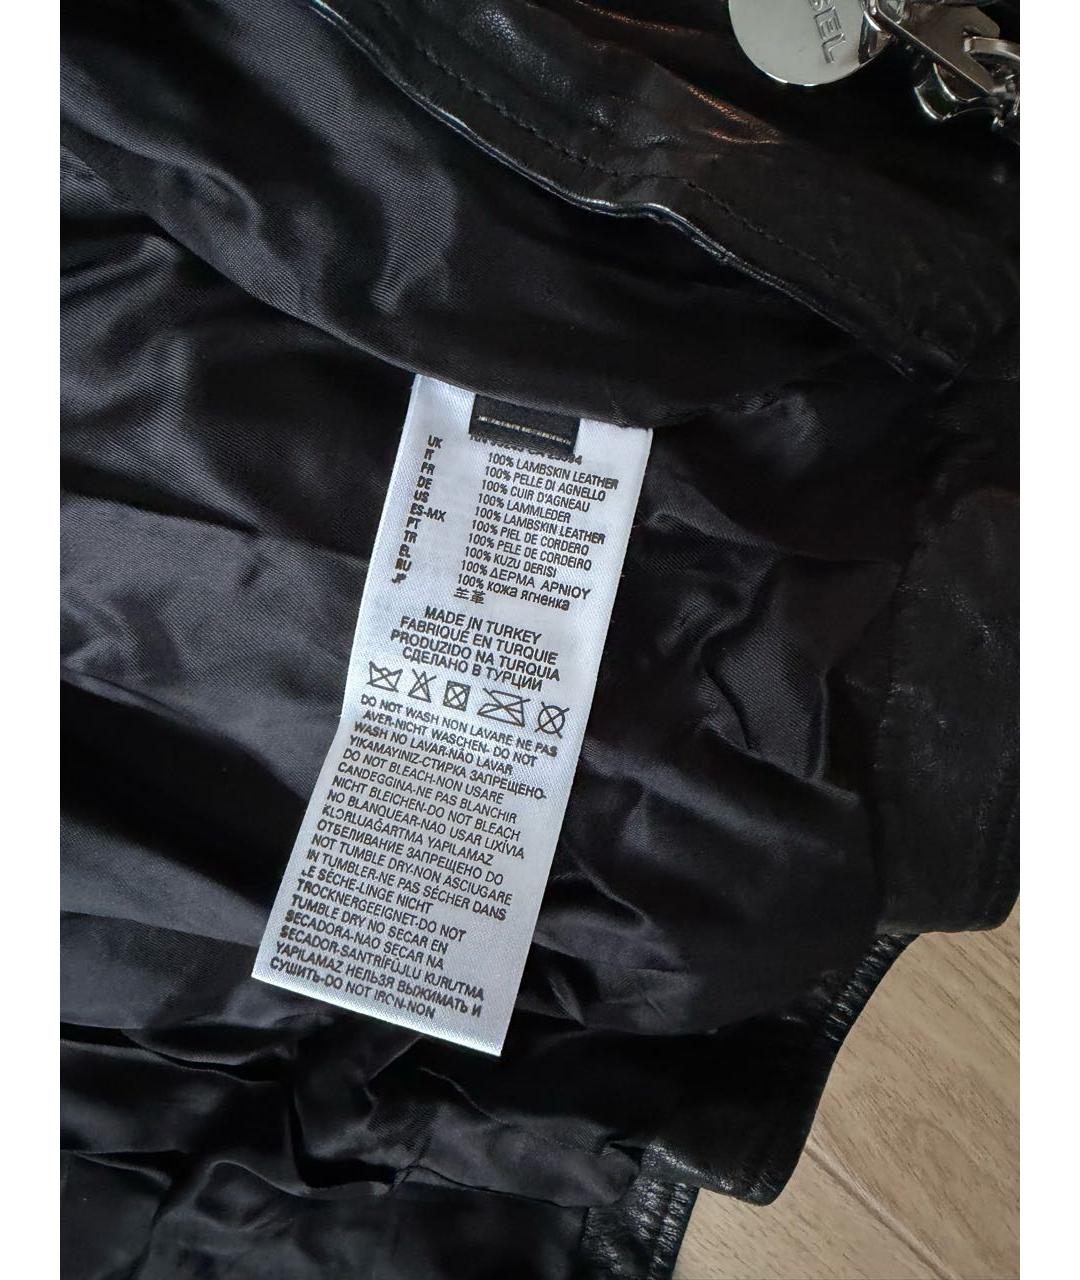 SEL
UK 100% LAMBSKIN LEATHER
IT 100% PELLE DI AGNELLO
FR 100% CUIR D'AGNEAU
DE 100% LAMMLEDER
US 100% LAMBSKIN LEATHER
ES-MX 100% PIEL DE CORDERO
PT 100% PELE DE CORDEIRO
TR 100% KUZU DERISI
EL 100% ΔΕΡΜΑ ΑΡΝΙΟΥ
RU 100% кожа ягненка
JP 羊革
MADE IN TURKEY
FABRIQUÉ EN TURQUIE
PRODUZIDO NA TURQUIA
СДЕЛАНО В ТУРЦИИ
DO NOT WASH NON LAVARE NE PAS
AVER-NICHT WASCHEN- DO NOT
WASH NO LAVAR-NÃO LAVAR
YIKAMAYINIZ-СТИРКА ЗАПРЕЩЕНО-
DO NOT BLEACH-NON USARE
CANDEGGINA-NE PAS BLANCHIR
NICHT BLEICHEN-DO NOT BLEACH
NO BLANQUEAR-NAO USAR LIXÍVIA
AĞARTMA YAPILAMAZ
ОТБЕЛИВАНИЕ ЗАПРЕЩЕНО DO
NOT TUMBLE DRY-NON ASCIUGARE
IN TUMBLER-NE PAS SÉCHER DANS
LE SÈCHE-LINGE NICHT
TROCKNERGEEIGNET-DO NOT
TUMBLE DRY NO SECAR EN
SECADORA-NÃO SECAR NA
SECADOR-SANTRİFÜJLU KURUTMA
YAPILAMAZ НЕЛЬЗЯ ВЫЖИМАТЬ И
СУШИТЬ-DO NOT IRON-NON